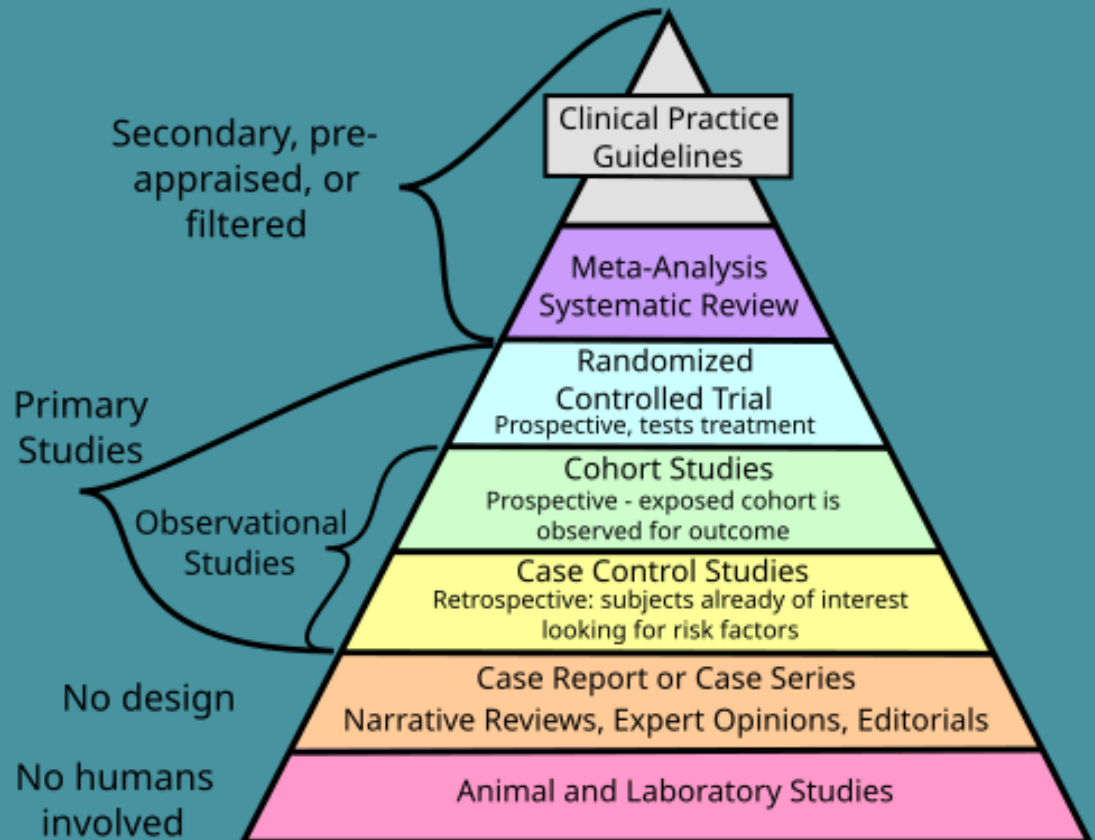 Secondary, pre-
appraised, or
filtered
Clinical Practice
Guidelines
Meta-Analysis
Systematic Review
Primary
Studies
Randomized
Controlled Trial
Prospective, tests treatment
Observational
Studies
Cohort Studies
Prospective - exposed cohort is
observed for outcome
Case Control Studies
Retrospective: subjects already of interest
looking for risk factors
No design
Case Report or Case Series
Narrative Reviews, Expert Opinions, Editorials
No humans
involved
Animal and Laboratory Studies